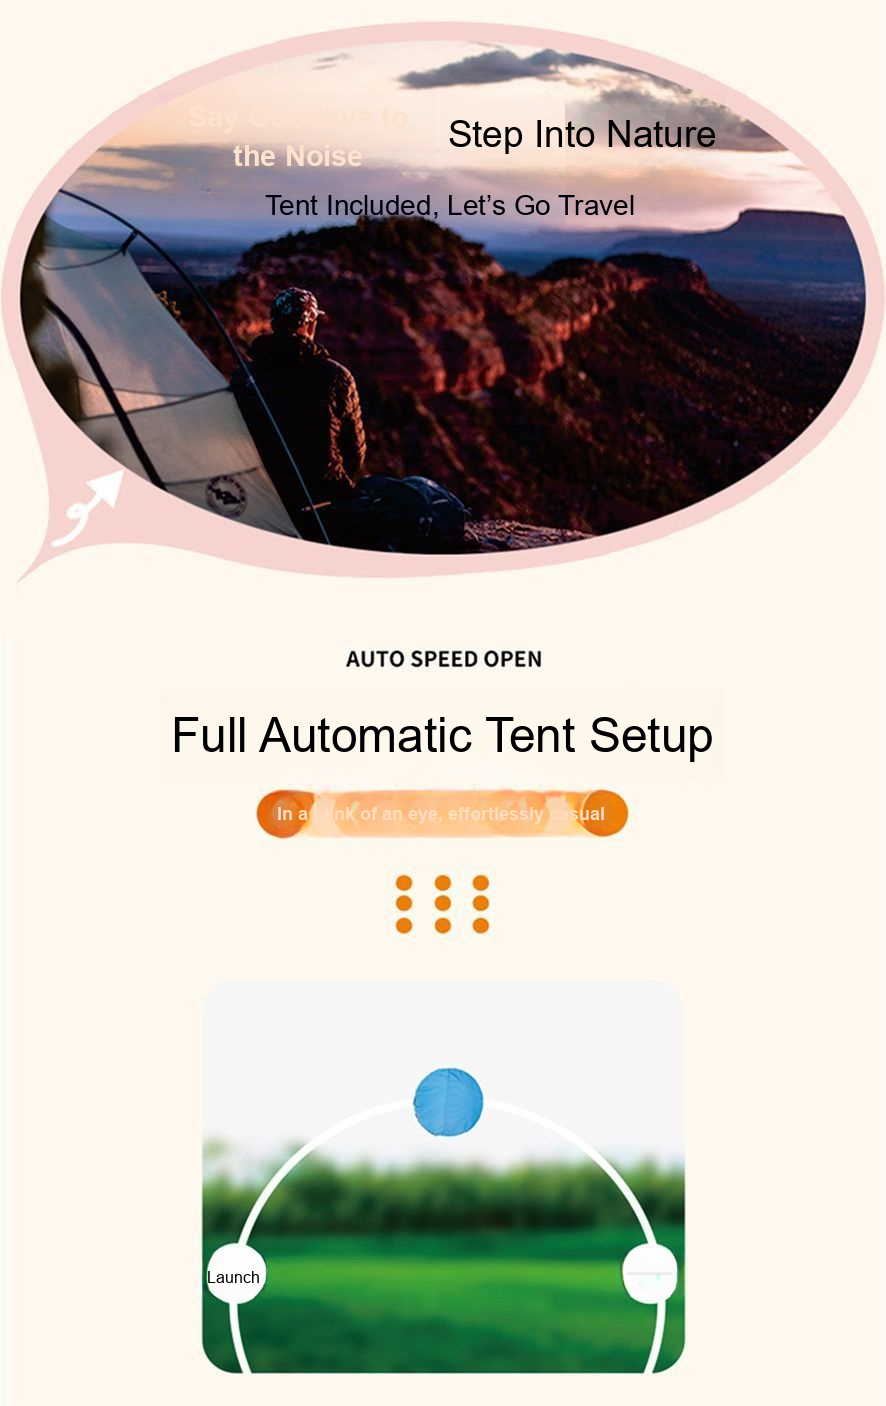 Say Goodbye to
the Noise
Step Into Nature
Tent Included, Let’s Go Travel
AUTO SPEED OPEN
Full Automatic Tent Setup
In a blink of an eye, effortlessly casual
Launch